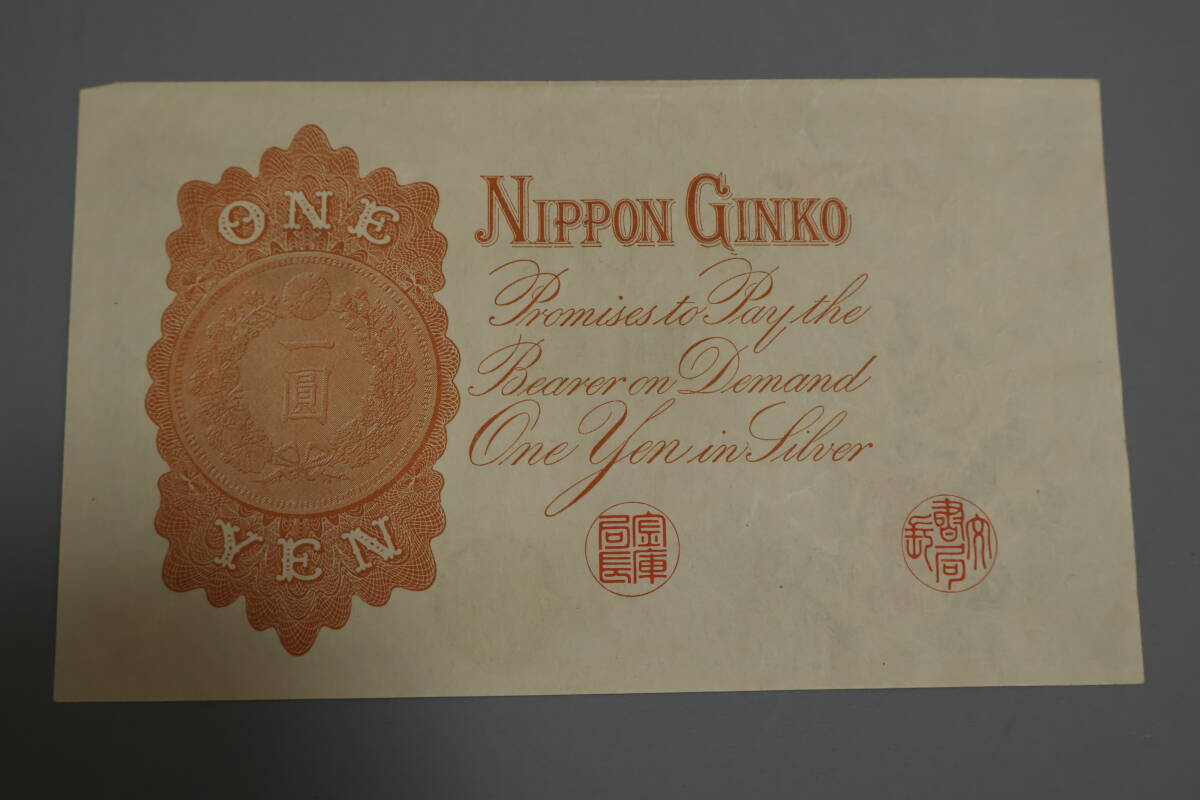 ONE
一圓
YEN
NIPPON GINKO
Promises to Pay the
Bearer on Demand
One Yen in Silver
金庫局長
文書局長